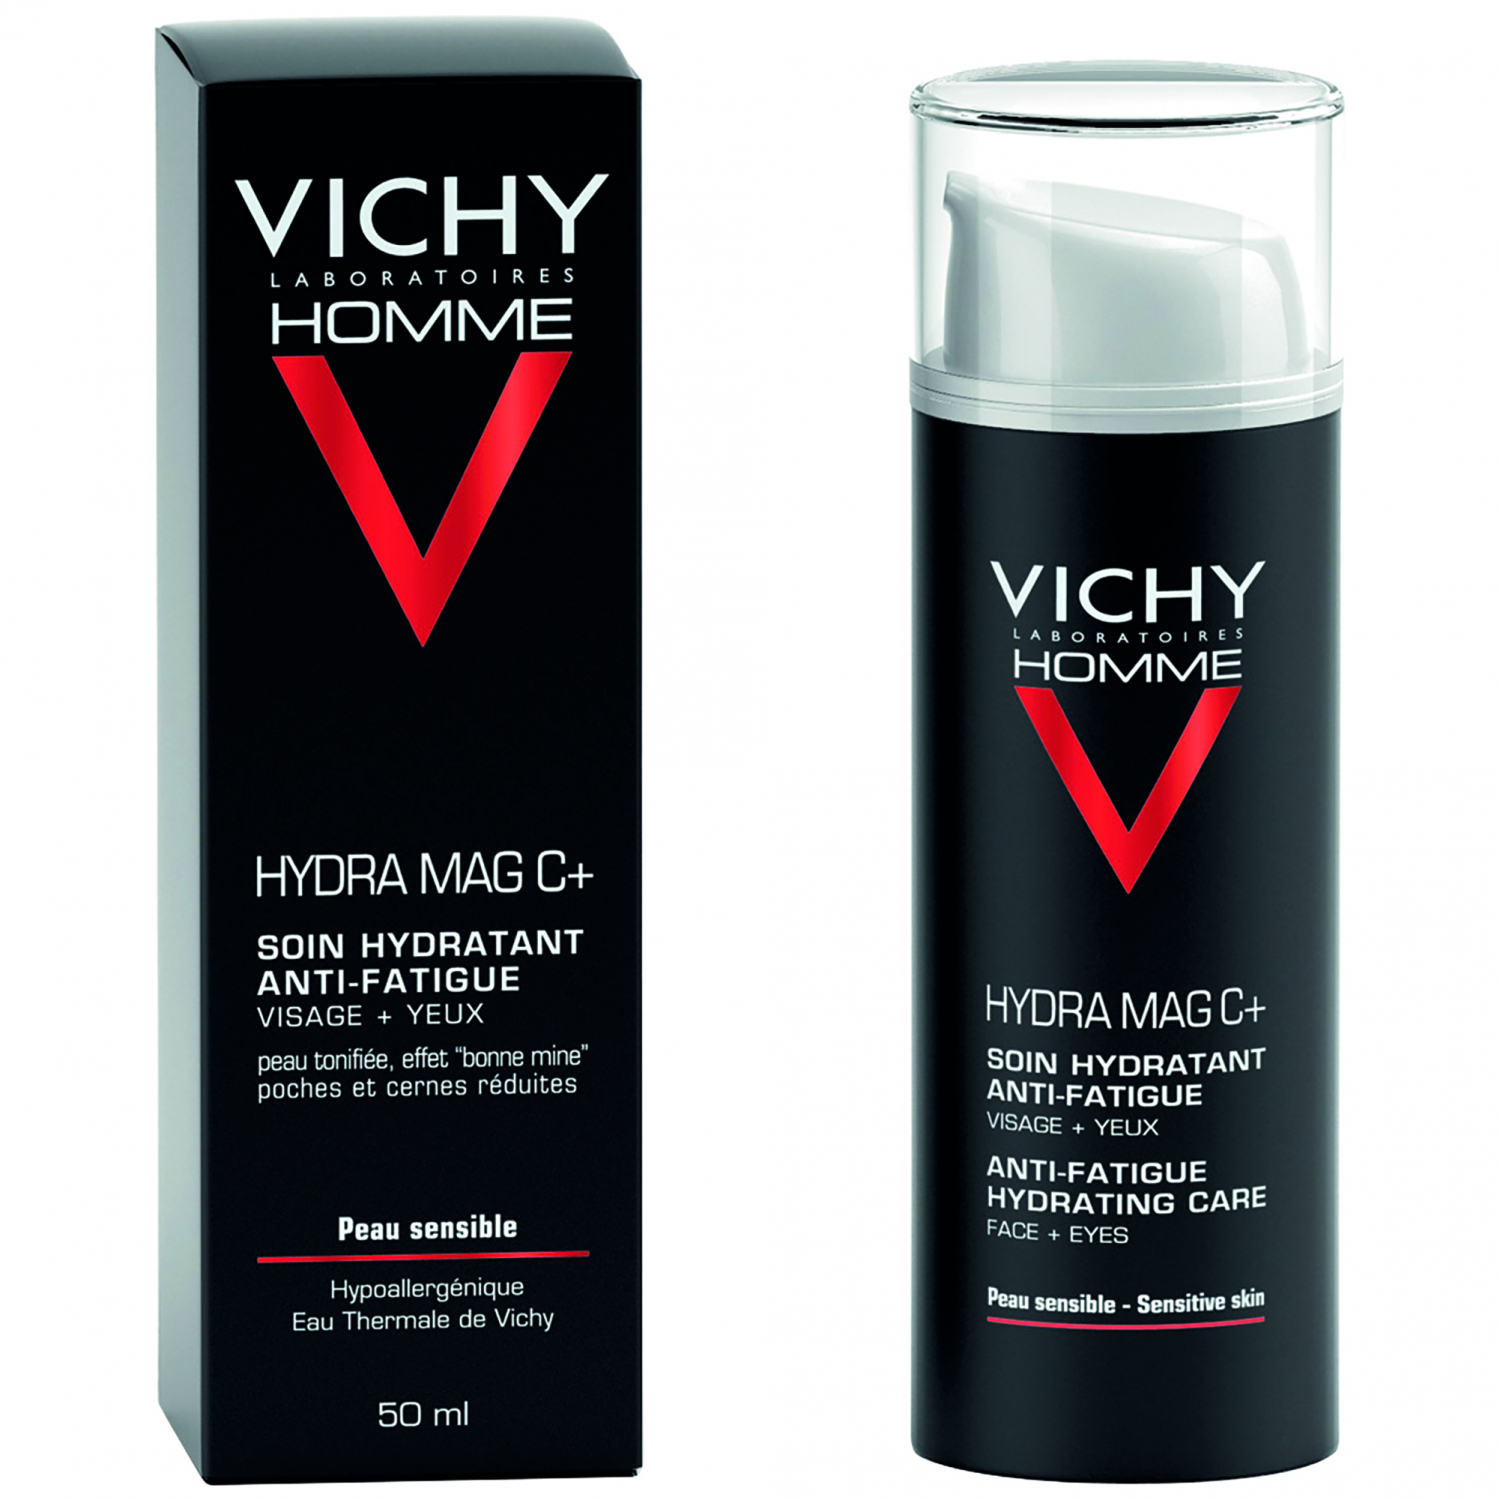 VICHY
LABORATOIRES
HOMME
HYDRA MAG C+
SOIN HYDRATANT
ANTI-FATIGUE
VISAGE + YEUX
peau tonifiée, effet "bonne mine"
poches et cernes réduites
Peau sensible
Hypoallergénique
Eau Thermale de Vichy
50 ml
VICHY
LABORATOIRES
HOMME
HYDRA MAG C+
SOIN HYDRATANT
ANTI-FATIGUE
VISAGE + YEUX
ANTI-FATIGUE
HYDRATING CARE
FACE + EYES
Peau sensible - Sensitive skin